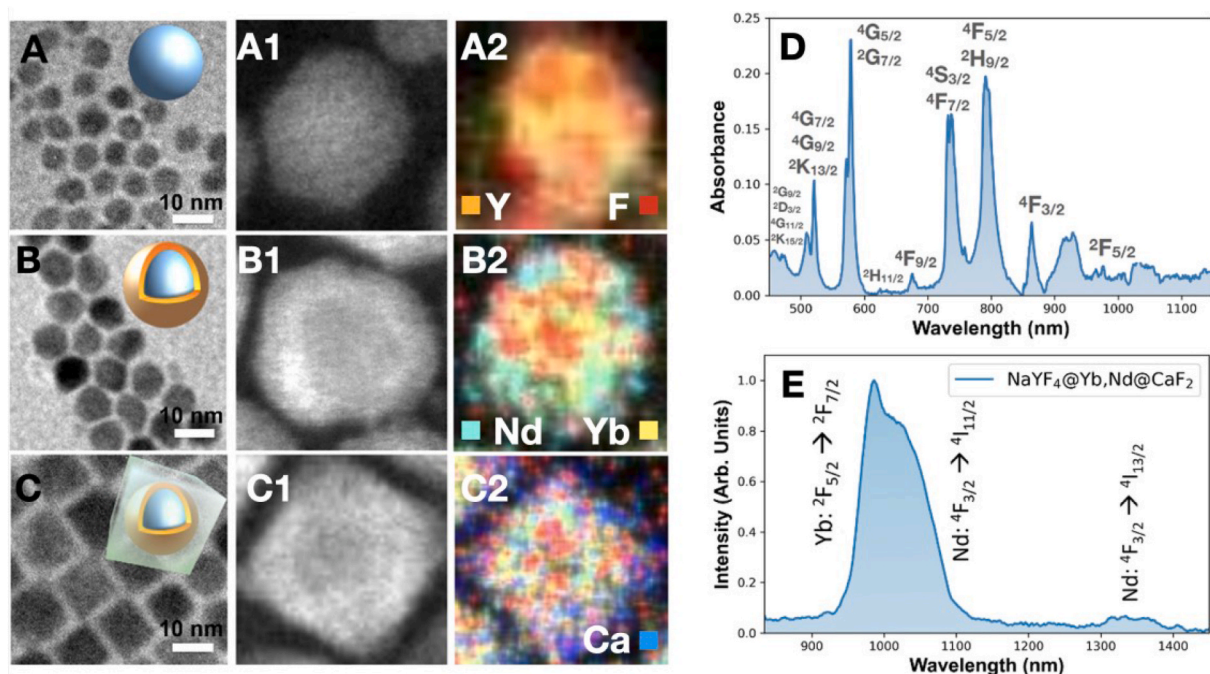 A
10 nm
A1
A2
Y
F
B
10 nm
B1
B2
Nd
Yb
C
10 nm
C1
C2
Ca
D
Absorbance
0.25
0.20
0.15
0.10
0.05
0.00
²G₉/₂
²D₃/₂
⁴G₁₁/₂
²K₁₅/₂
⁴G₇/₂
⁴G₉/₂
²K₁₃/₂
⁴G₅/₂
²G₇/₂
²H₁₁/₂
⁴F₉/₂
⁴S₃/₂
⁴F₇/₂
⁴F₅/₂
²H₉/₂
⁴F₃/₂
²F₅/₂
500 600 700 800 900 1000 1100
Wavelength (nm)
E
NaYF₄@Yb,Nd@CaF₂
Intensity (Arb. Units)
1.0
0.8
0.6
0.4
0.2
0.0
Yb: ²F₅/₂ → ²F₇/₂
Nd: ⁴F₃/₂ → ⁴I₁₁/₂
Nd: ⁴F₃/₂ → ⁴I₁₃/₂
900 1000 1100 1200 1300 1400
Wavelength (nm)